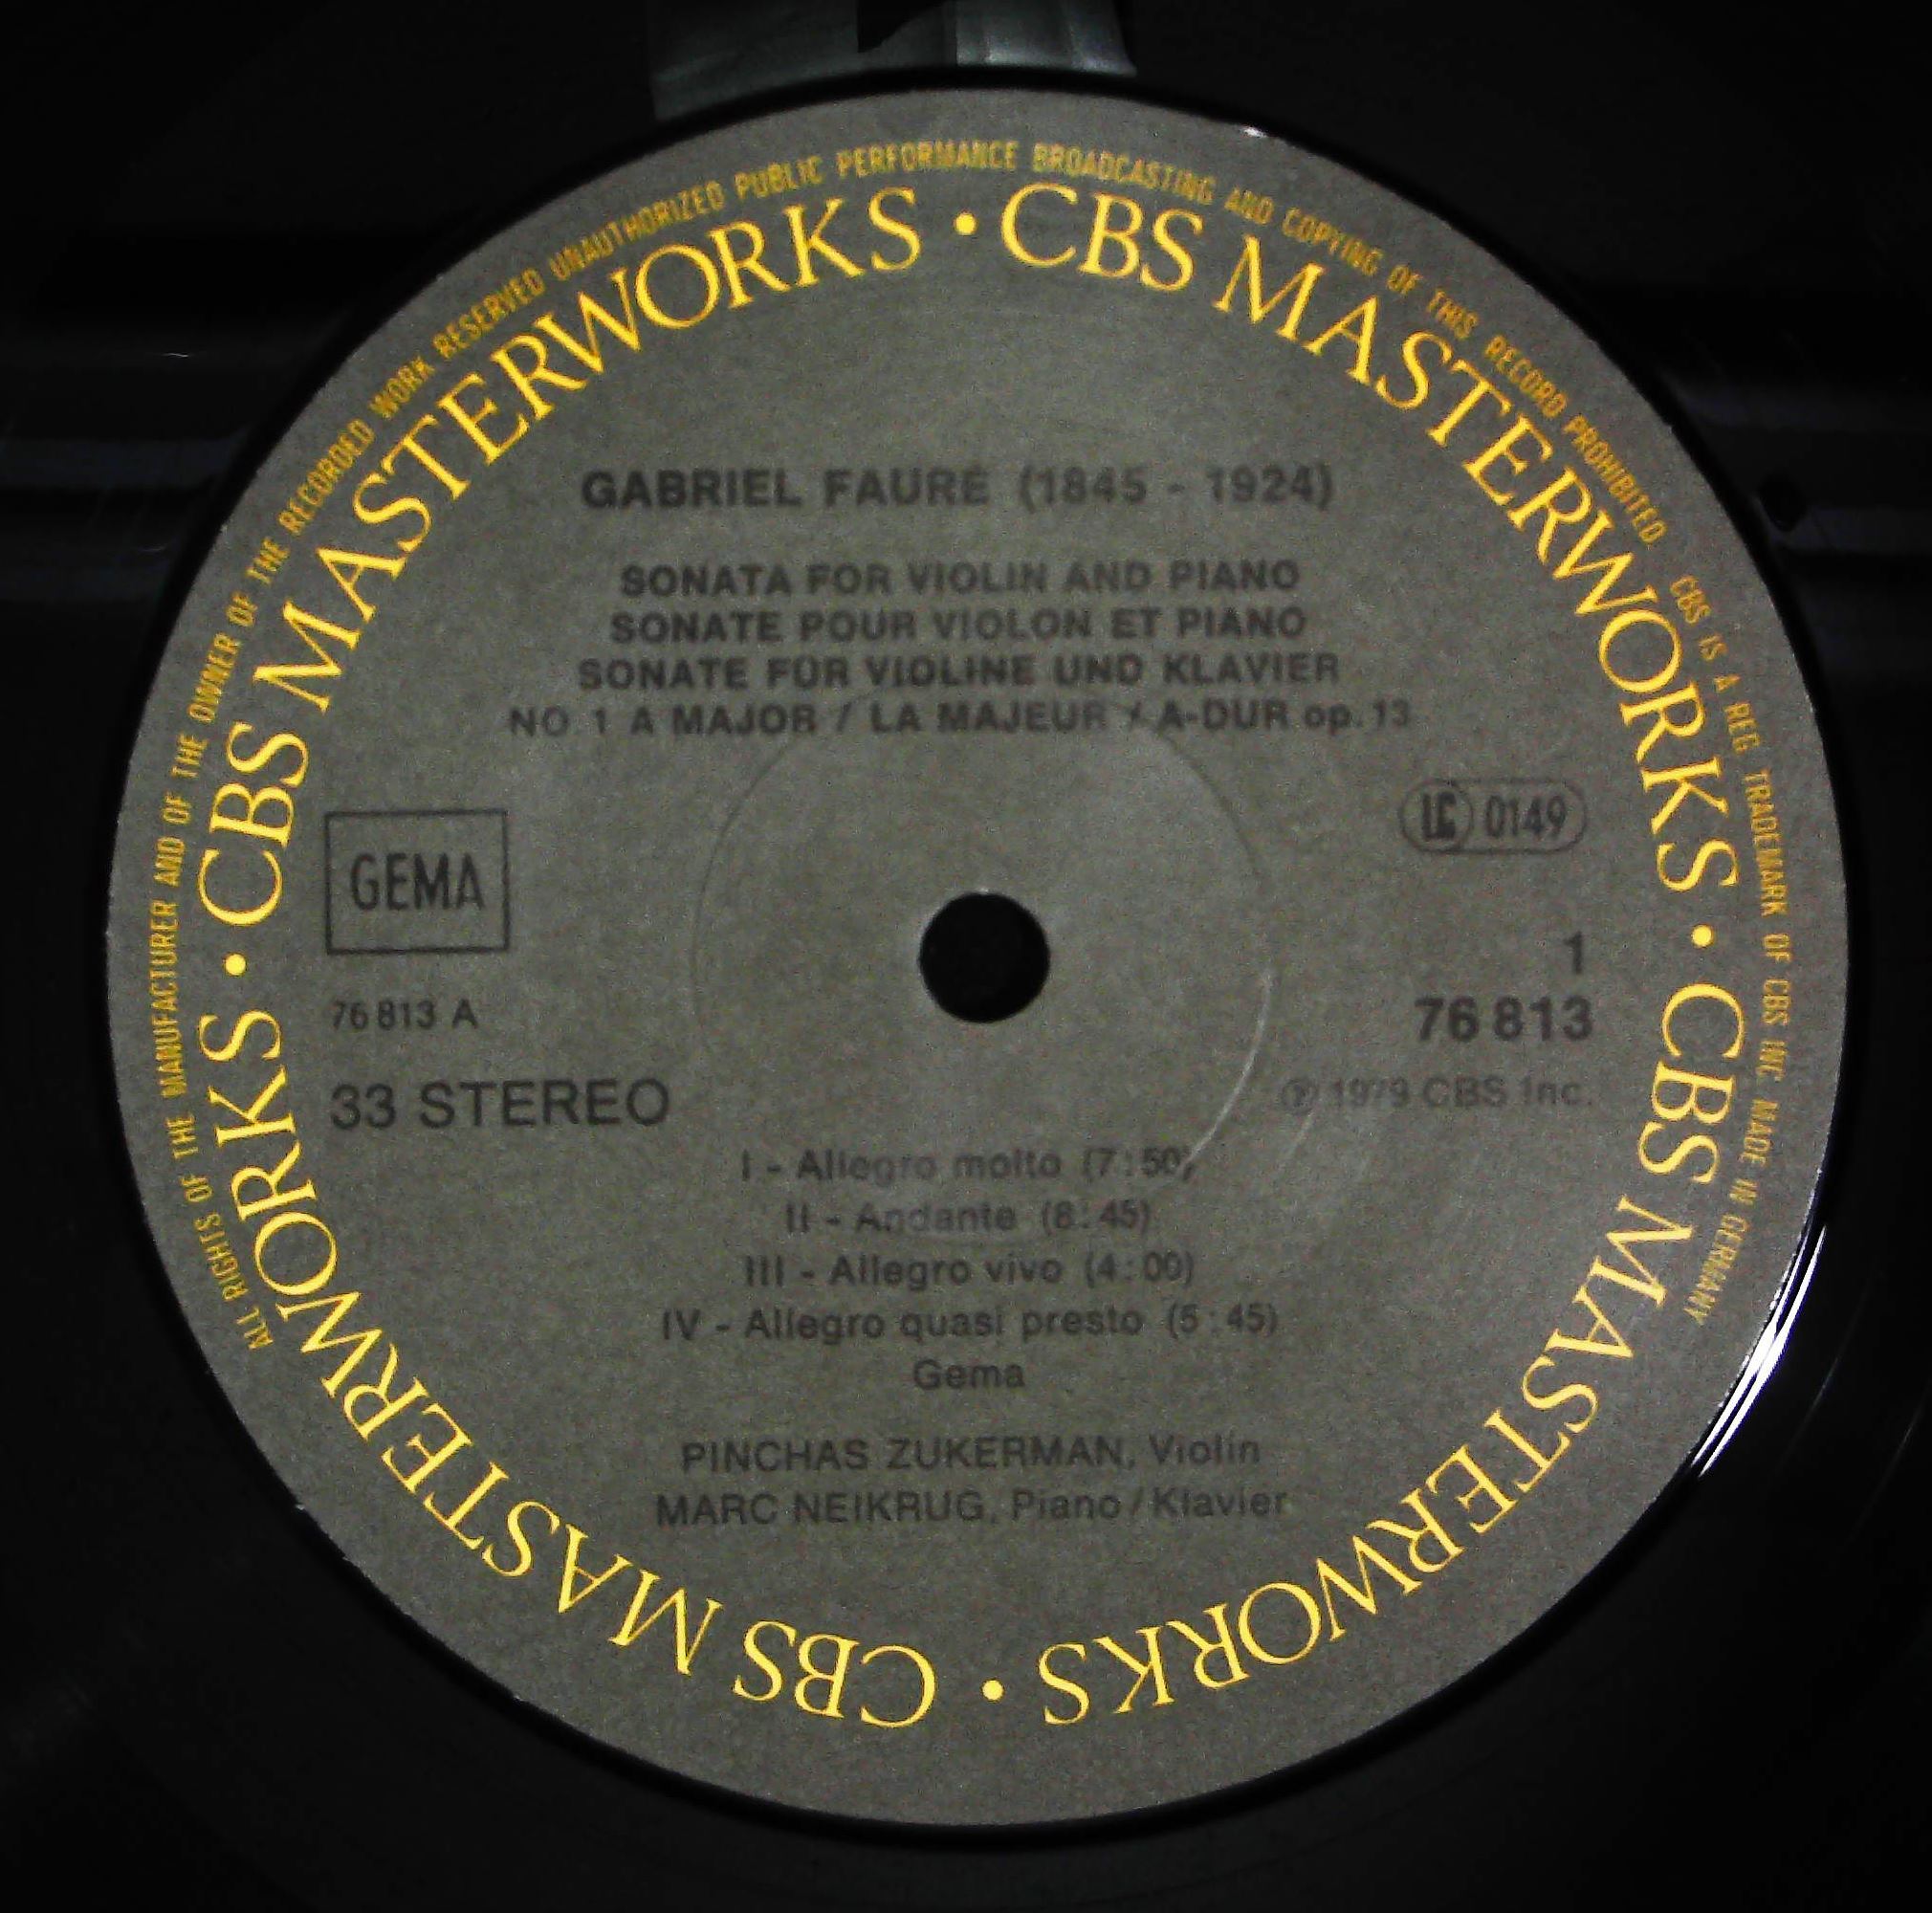 ALL RIGHTS OF THE MANUFACTURER AND OF THE OWNER OF THE RECORDED WORK RESERVED UNAUTHORIZED PUBLIC PERFORMANCE BROADCASTING AND COPYING OF THIS RECORD PROHIBITED CBS IS A REG. TRADEMARK OF CBS INC. MADE IN GERMANY
CBS MASTERWORKS • CBS MASTERWORKS • CBS MASTERWORKS • CBS MASTERWORKS •
GABRIEL FAURÉ (1845 - 1924)
SONATA FOR VIOLIN AND PIANO
SONATE POUR VIOLON ET PIANO
SONATE FÜR VIOLINE UND KLAVIER
NO 1 A MAJOR / LA MAJEUR / A-DUR op. 13
GEMA
LC 0149
1
76 813 A
76 813
33 STEREO
℗ 1979 CBS Inc.
I - Allegro molto (7:50)
II - Andante (8:45)
III - Allegro vivo (4:00)
IV - Allegro quasi presto (5:45)
Gema
PINCHAS ZUKERMAN, Violin
MARC NEIKRUG, Piano / Klavier